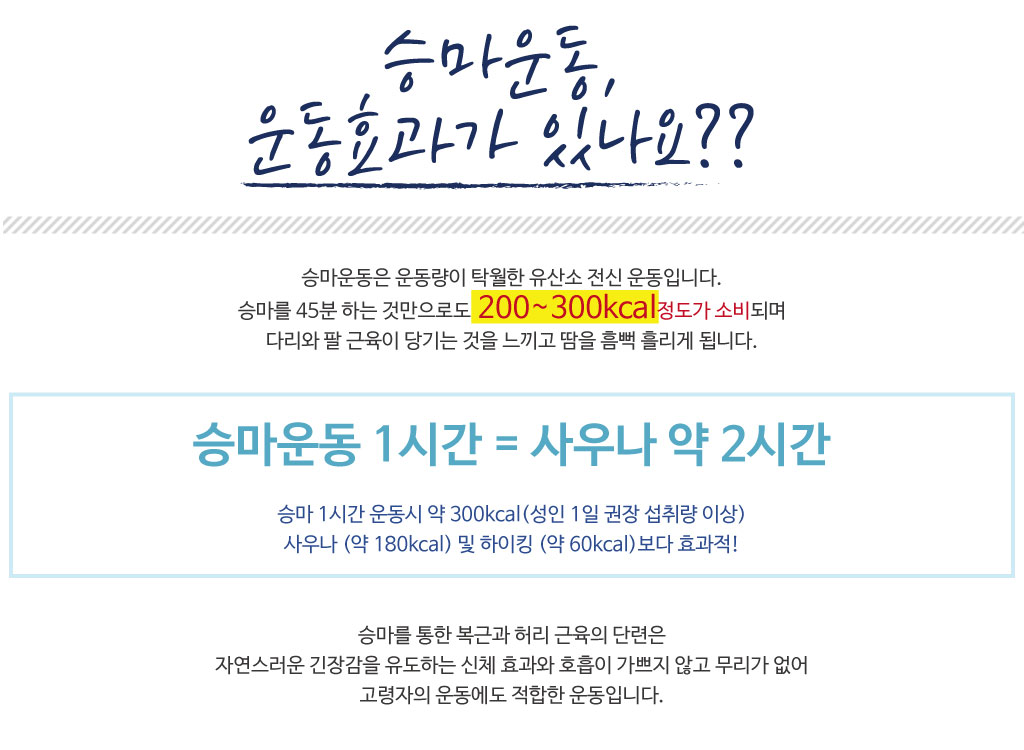 승마운동,
운동효과가 있나요??
승마운동은 운동량이 탁월한 유산소 전신 운동입니다.
승마를 45분 하는 것만으로도 200~300kcal정도가 소비되며
다리와 팔 근육이 당기는 것을 느끼고 땀을 흠뻑 흘리게 됩니다.
승마운동 1시간 = 사우나 약 2시간
승마 1시간 운동시 약 300kcal(성인 1일 권장 섭취량 이상)
사우나 (약 180kcal) 및 하이킹 (약 60kcal)보다 효과적!
승마를 통한 복근과 허리 근육의 단련은
자연스러운 긴장감을 유도하는 신체 효과와 호흡이 가쁘지 않고 무리가 없어
고령자의 운동에도 적합한 운동입니다.